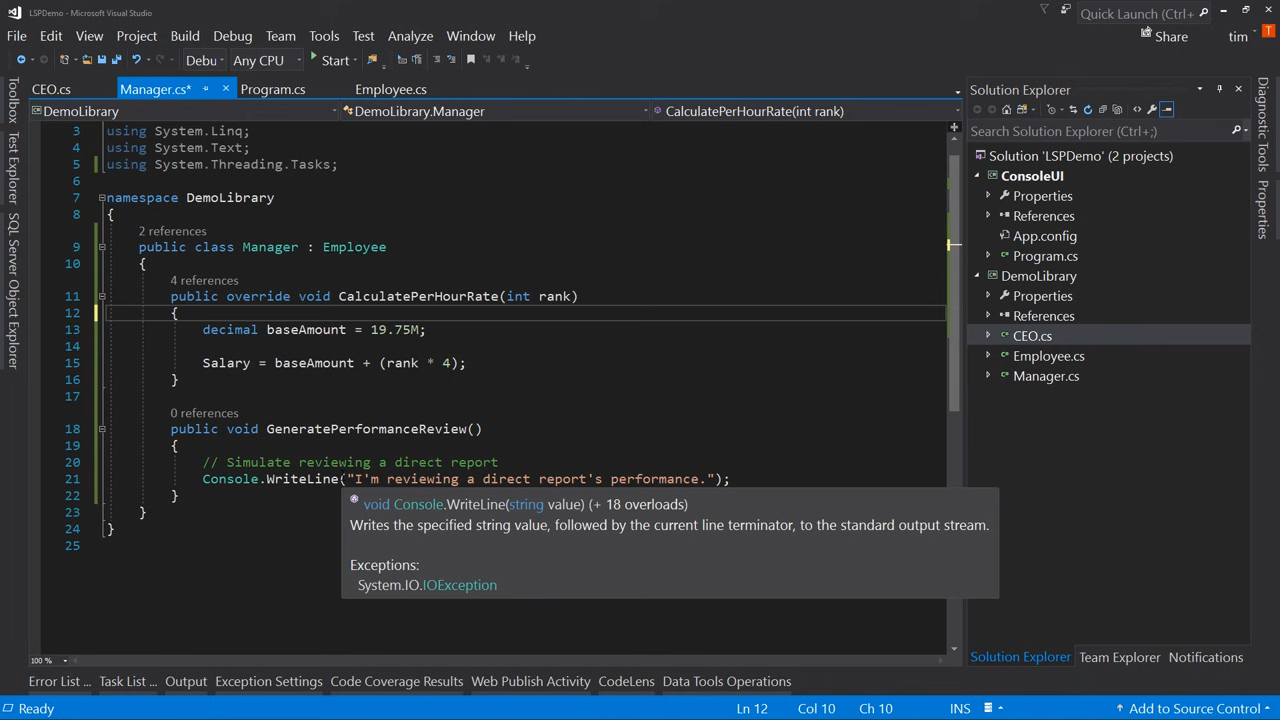 LSPDemo - Microsoft Visual Studio
Quick Launch (Ctrl+
File Edit View Project Build Debug Team Tools Test Analyze Window Help
Share tim T
Debu Any CPU Start
CEO.cs Manager.cs* Program.cs Employee.cs
DemoLibrary DemoLibrary.Manager CalculatePerHourRate(int rank)
Toolbox
Test Explorer
SQL Server Object Explorer
3 using System.Linq;
4 using System.Text;
5 using System.Threading.Tasks;
6
7 namespace DemoLibrary
8 {
2 references
9 public class Manager : Employee
10 {
4 references
11 public override void CalculatePerHourRate(int rank)
12 {
13 decimal baseAmount = 19.75M;
14
15 Salary = baseAmount + (rank * 4);
16 }
17
0 references
18 public void GeneratePerformanceReview()
19 {
20 // Simulate reviewing a direct report
21 Console.WriteLine("I'm reviewing a direct report's performance.");
22 }
23 }
24 }
25
void Console.WriteLine(string value) (+ 18 overloads)
Writes the specified string value, followed by the current line terminator, to the standard output stream.
Exceptions:
System.IO.IOException
100 %
Solution Explorer
Search Solution Explorer (Ctrl+;)
Solution 'LSPDemo' (2 projects)
ConsoleUI
Properties
References
App.config
Program.cs
DemoLibrary
Properties
References
CEO.cs
Employee.cs
Manager.cs
Solution Explorer Team Explorer Notifications
Diagnostic Tools
Properties
Error List ... Task List ... Output Exception Settings Code Coverage Results Web Publish Activity CodeLens Data Tools Operations
Ready Ln 12 Col 10 Ch 10 INS Add to Source Control